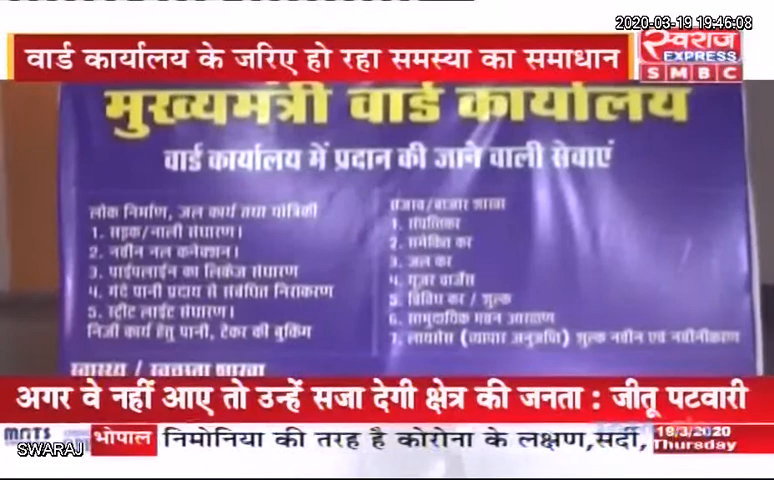 2020-03-19 19:46:08
वार्ड कार्यालय के जरिए हो रहा समस्या का समाधान
स्वराज
EXPRESS
SMBC
मुख्यमंत्री वार्ड कार्यालय
वार्ड कार्यालय में प्रदान की जाने वाली सेवाएं
लोक निर्माण, जल कार्य तथा यांत्रिकी
1. सड़क/नाली संधारण।
2. नवीन नल कनेक्शन।
3. पाईपलाईन का लिकेज संधारण
4. गंदे पानी प्रदाय से संबंधित निराकरण
5. स्ट्रीट लाईट संधारण।
निजी कार्य हेतु पानी, टेंकर की बुकिंग
स्वास्थ्य / स्वच्छता शाखा
राजस्व/बाजार शाखा
1. संपत्तिकर
2. समेकित कर
3. जल कर
4. यूजर चार्जेस
5. विविध कर / शुल्क
6. सामुदायिक भवन आरक्षण
7. लायसेंस (व्यापार अनुज्ञप्ति) शुल्क नवीन एवं नवीनीकरण
अगर वे नहीं आए तो उन्हें सजा देगी क्षेत्र की जनता : जीतू पटवारी
भोपाल निमोनिया की तरह है कोरोना के लक्षण,सर्दी,
SWARAJ
19/3/2020
Thursday